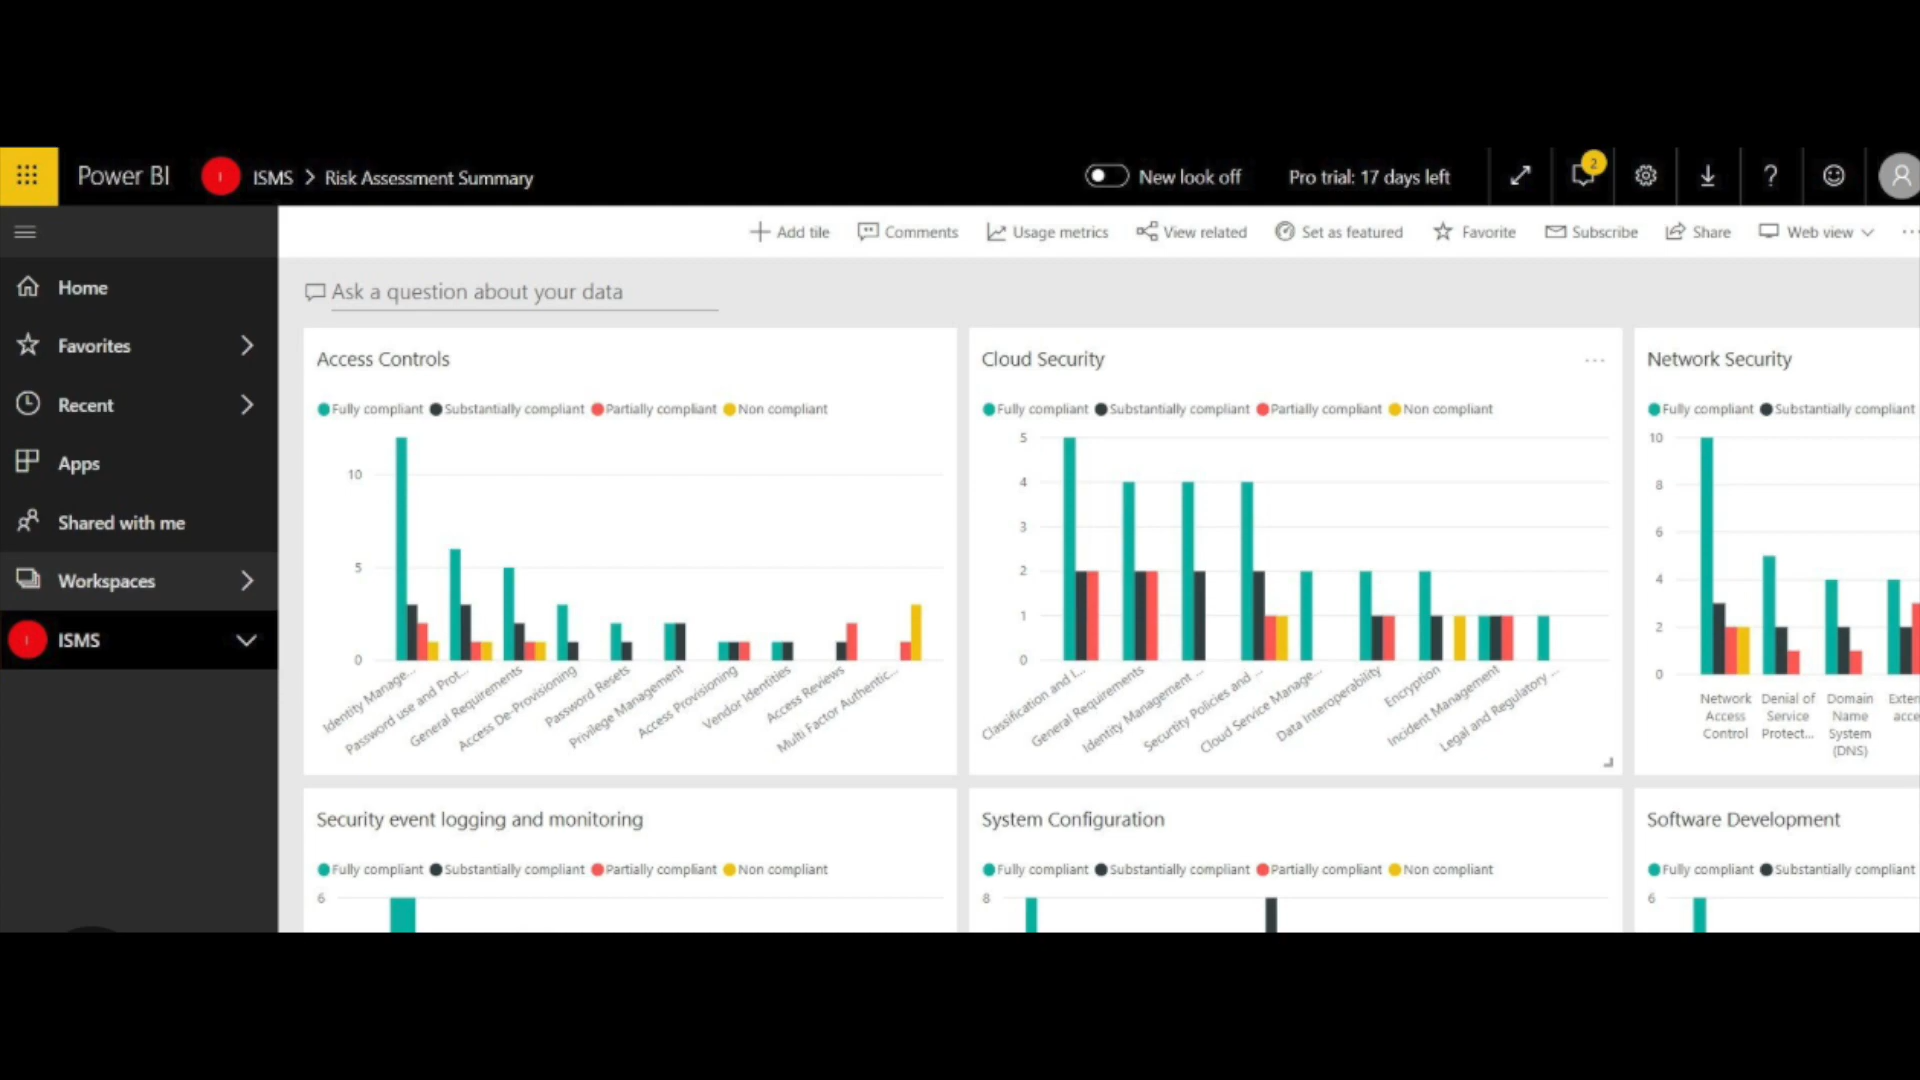 Power BI
I
ISMS > Risk Assessment Summary
New look off
Pro trial: 17 days left
2
?
Add tile
Comments
Usage metrics
View related
Set as featured
Favorite
Subscribe
Share
Web view
...
Home
Favorites
Recent
Apps
Shared with me
Workspaces
I
ISMS
Ask a question about your data
Access Controls
Fully compliant Substantially compliant Partially compliant Non compliant
10
5
0
Identity Manage...
Password use and Prot...
General Requirements
Access De-Provisioning
Password Resets
Privilege Management
Access Provisioning
Vendor Identities
Access Reviews
Multi Factor Authentic...
Cloud Security
...
Fully compliant Substantially compliant Partially compliant Non compliant
5
4
3
2
1
0
Classification and I...
General Requirements
Identity Management ...
Security Policies and ...
Cloud Service Manage...
Data Interoperability
Encryption
Incident Management
Legal and Regulatory ...
Network Security
Fully compliant Substantially compliant
10
8
6
4
2
0
Network
Access
Control
Denial of
Service
Protect...
Domain
Name
System
(DNS)
Exter
acce
Security event logging and monitoring
Fully compliant Substantially compliant Partially compliant Non compliant
6
System Configuration
Fully compliant Substantially compliant Partially compliant Non compliant
8
Software Development
Fully compliant Substantially compliant
6